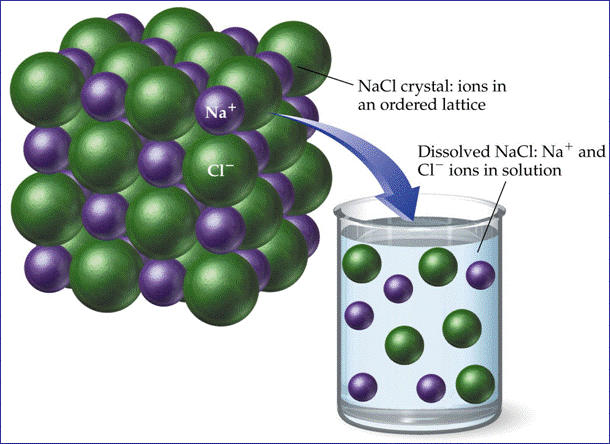 NaCl crystal: ions in
an ordered lattice
Na⁺
Cl⁻
Dissolved NaCl: Na⁺ and
Cl⁻ ions in solution